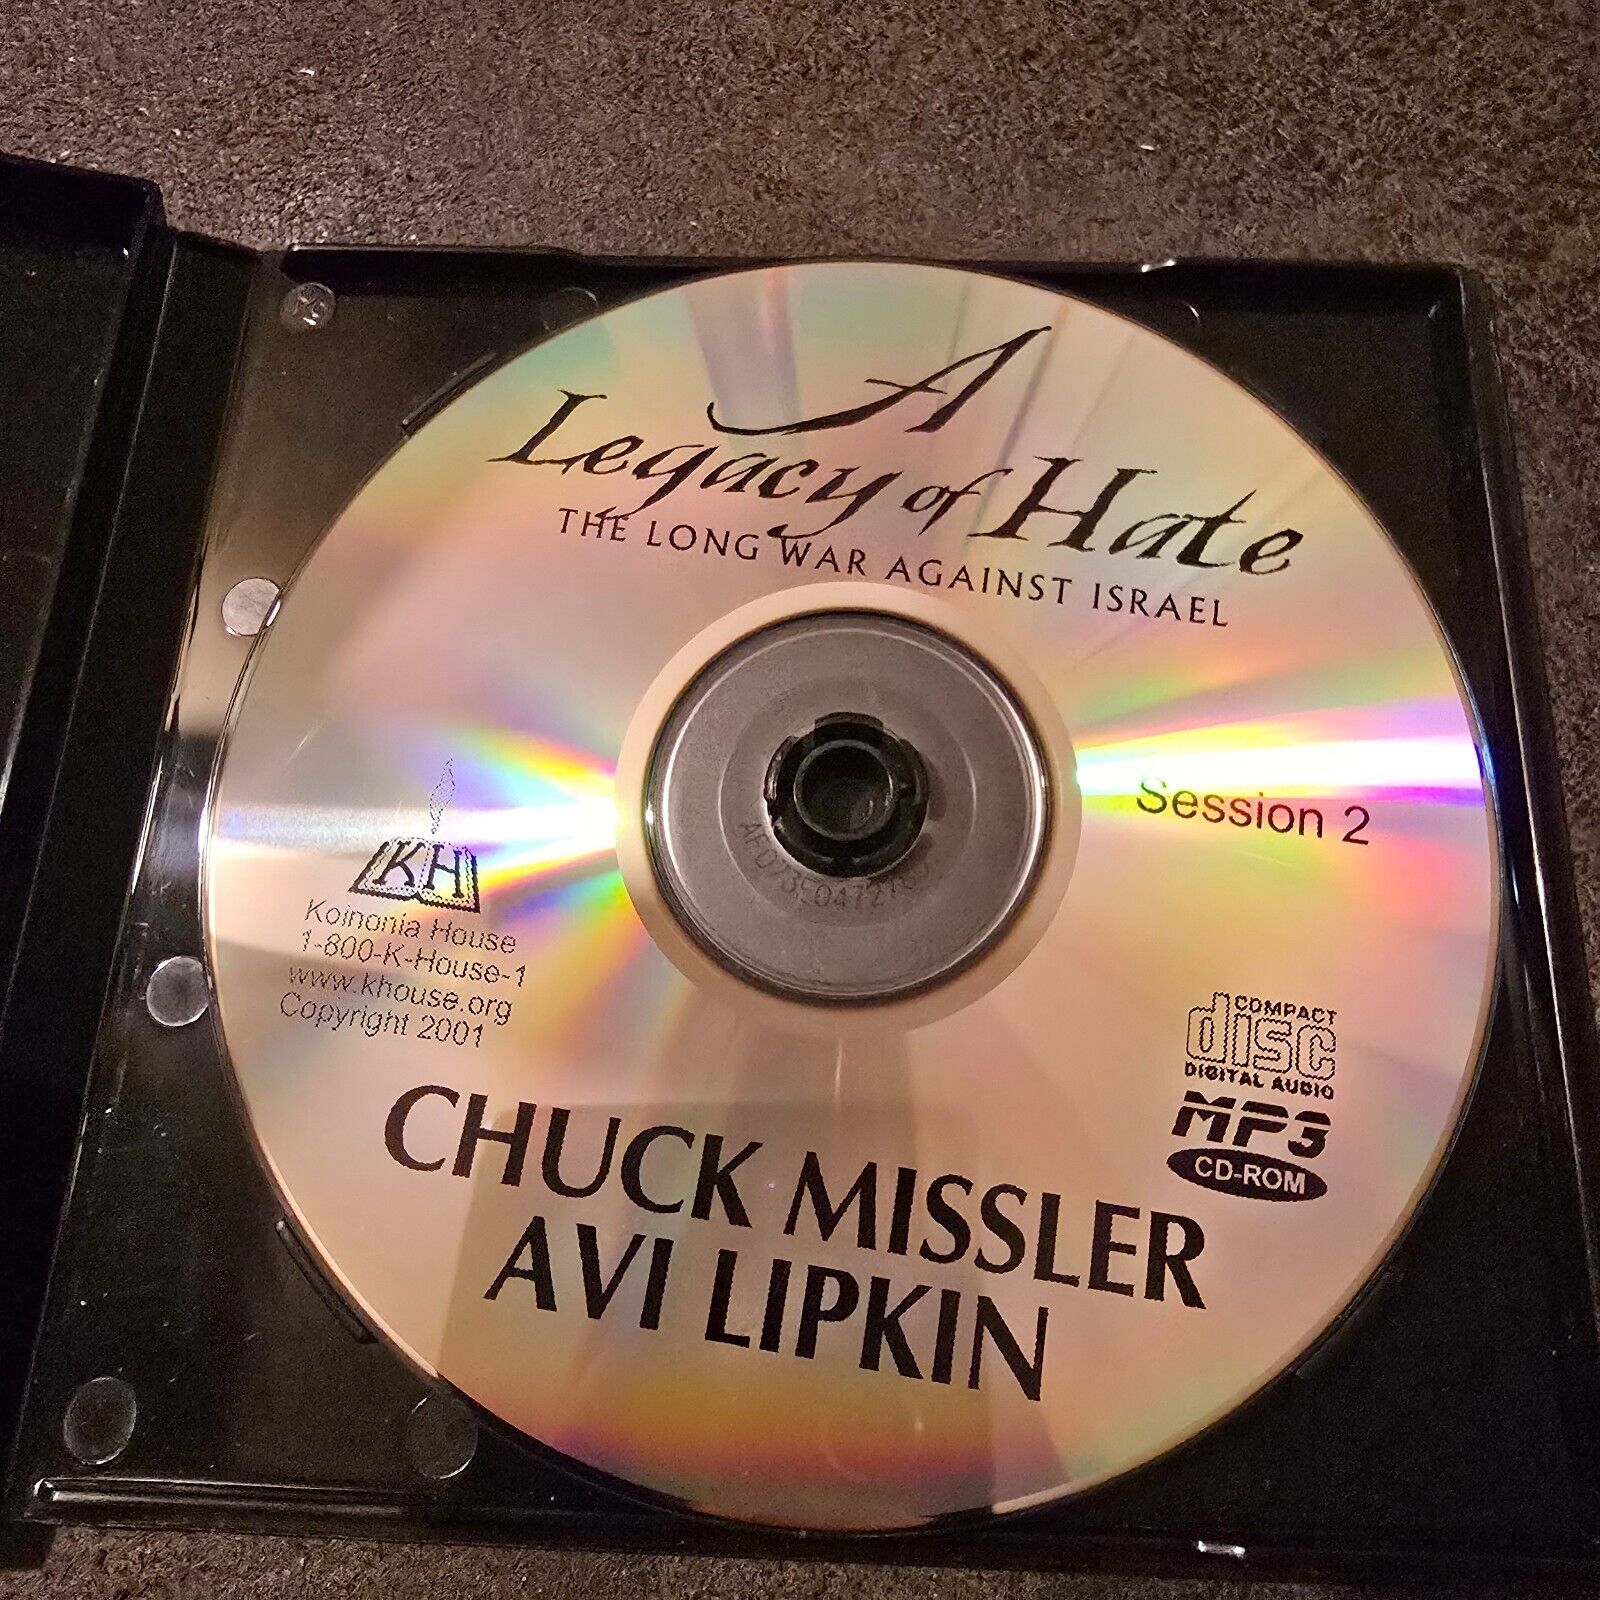 A
Legacy of Hate
THE LONG WAR AGAINST ISRAEL
Session 2
KH
Koinonia House
1-800-K-House-1
www.khouse.org
Copyright 2001
COMPACT
disc
DIGITAL AUDIO
MP3
CD-ROM
CHUCK MISSLER
AVI LIPKIN